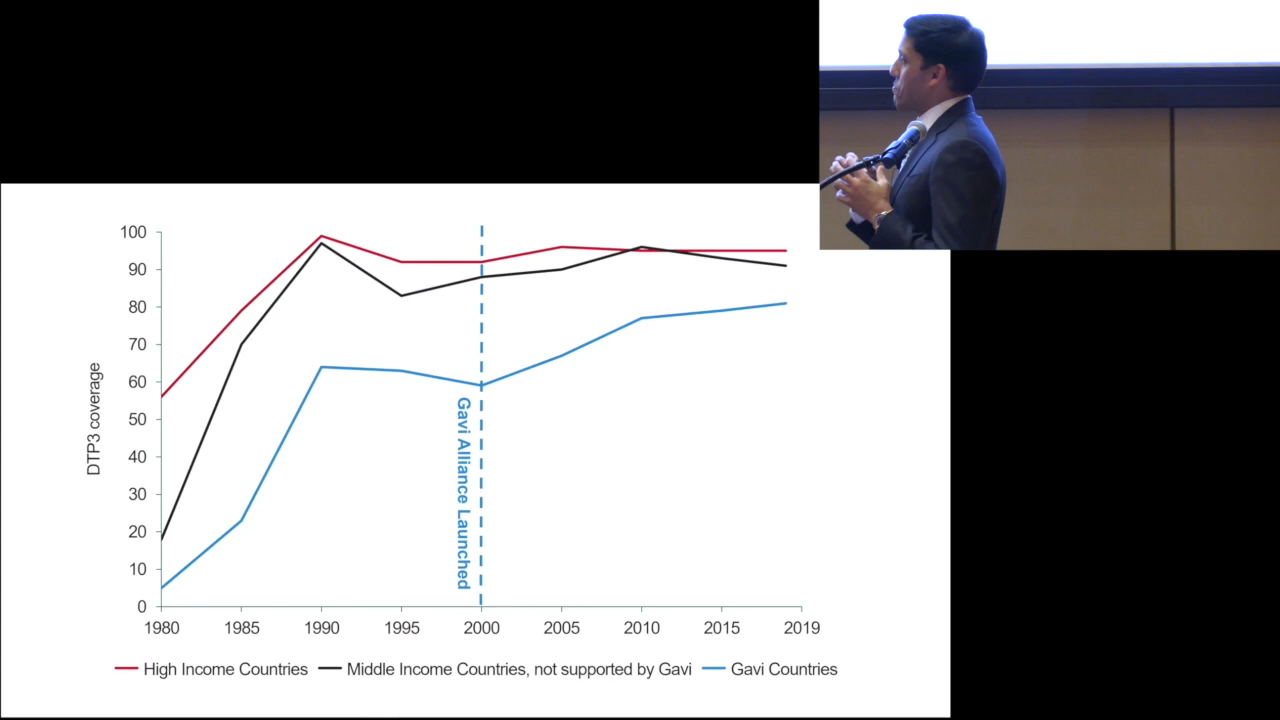 100
90
80
70
60
50
40
30
20
10
0
DTP3 coverage
Gavi Alliance Launched
1980 1985 1990 1995 2000 2005 2010 2015 2019
High Income Countries Middle Income Countries, not supported by Gavi Gavi Countries